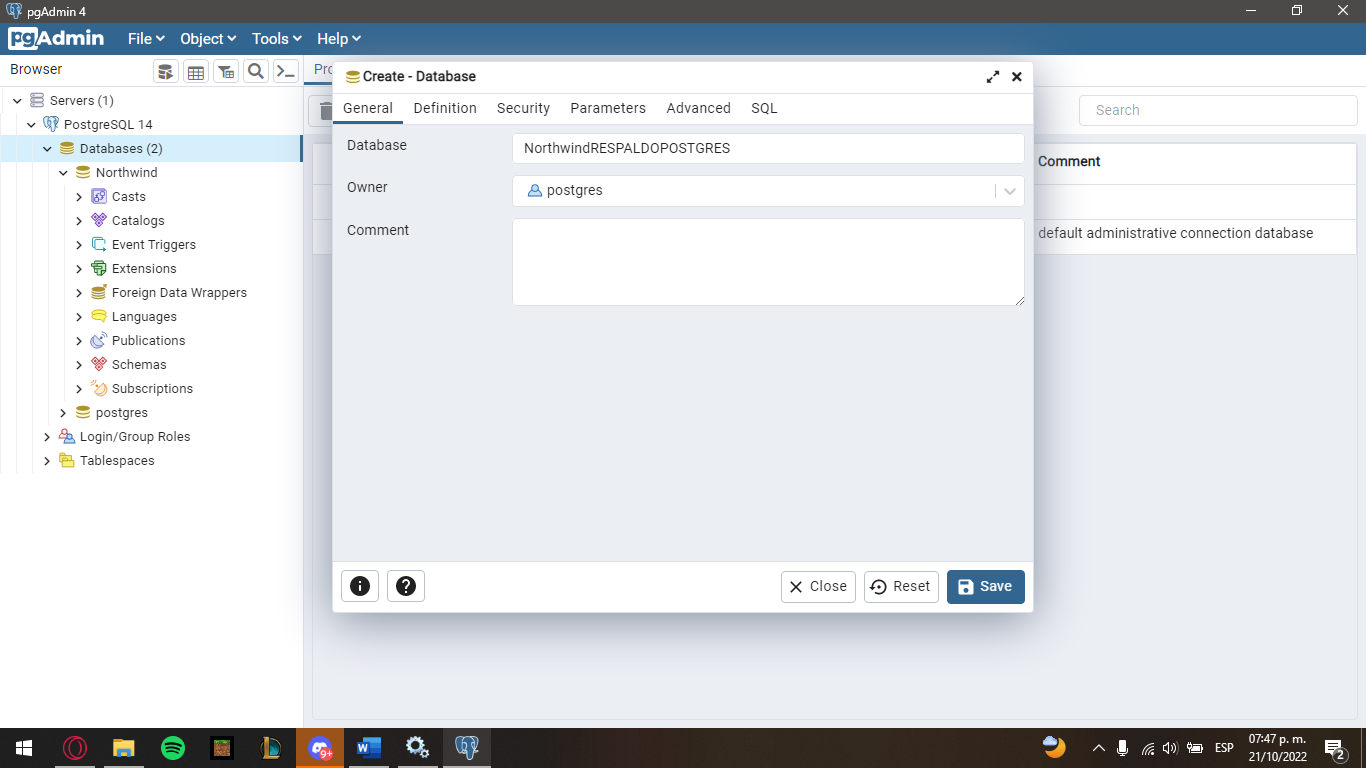 pgAdmin 4
pgAdmin
File
Object
Tools
Help
Browser
Pro
Servers (1)
PostgreSQL 14
Databases (2)
Northwind
Casts
Catalogs
Event Triggers
Extensions
Foreign Data Wrappers
Languages
Publications
Schemas
Subscriptions
postgres
Login/Group Roles
Tablespaces
Create - Database
General
Definition
Security
Parameters
Advanced
SQL
Database
NorthwindRESPALDOPOSTGRES
Owner
postgres
Comment
Close
Reset
Save
Search
Comment
default administrative connection database
9+
W
ESP
07:47 p. m.
21/10/2022
2